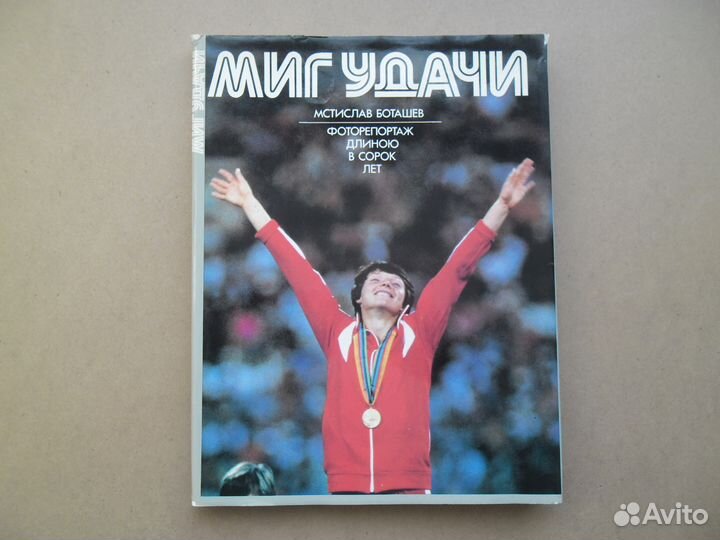 МИГ УДАЧИ
МИГ УДАЧИ
МСТИСЛАВ БОТАШЕВ
ФОТОРЕПОРТАЖ
ДЛИНОЮ
В СОРОК
ЛЕТ
Avito